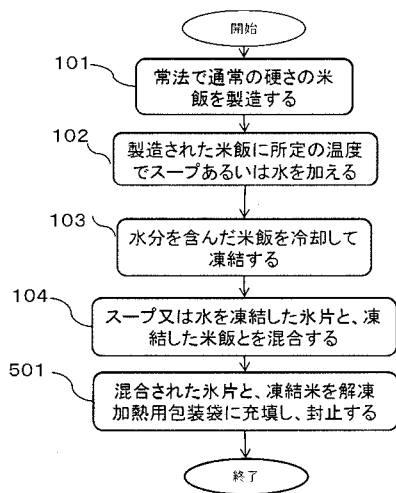 開始
101
常法で通常の硬さの米
飯を製造する
102
製造された米飯に所定の温度
でスープあるいは水を加える
103
水分を含んだ米飯を冷却して
凍結する
104
スープ又は水を凍結した氷片と、凍
結した米飯とを混合する
501
混合された氷片と、凍結米を解凍
加熱用包装袋に充填し、封止する
終了